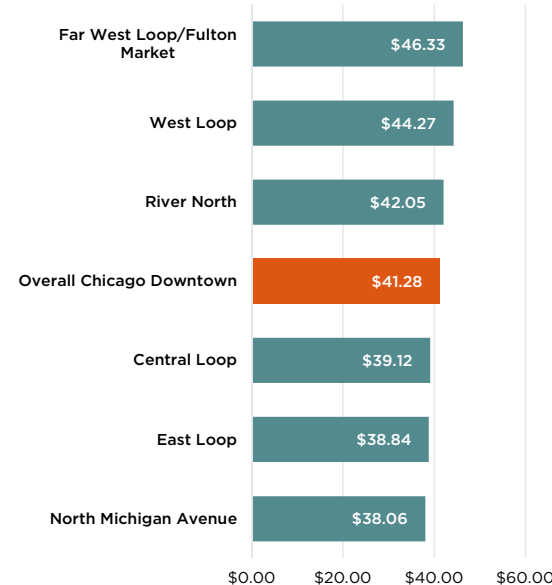 Far West Loop/Fulton
Market
$46.33
West Loop
$44.27
River North
$42.05
Overall Chicago Downtown
$41.28
Central Loop
$39.12
East Loop
$38.84
North Michigan Avenue
$38.06
$0.00 $20.00 $40.00 $60.00